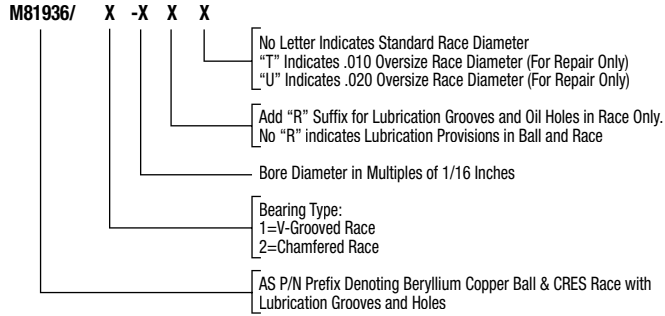 M81936/ X -X X X
No Letter Indicates Standard Race Diameter
“T” Indicates .010 Oversize Race Diameter (For Repair Only)
“U” Indicates .020 Oversize Race Diameter (For Repair Only)
Add “R” Suffix for Lubrication Grooves and Oil Holes in Race Only.
No “R” indicates Lubrication Provisions in Ball and Race
Bore Diameter in Multiples of 1/16 Inches
Bearing Type:
1=V-Grooved Race
2=Chamfered Race
AS P/N Prefix Denoting Beryllium Copper Ball & CRES Race with
Lubrication Grooves and Holes